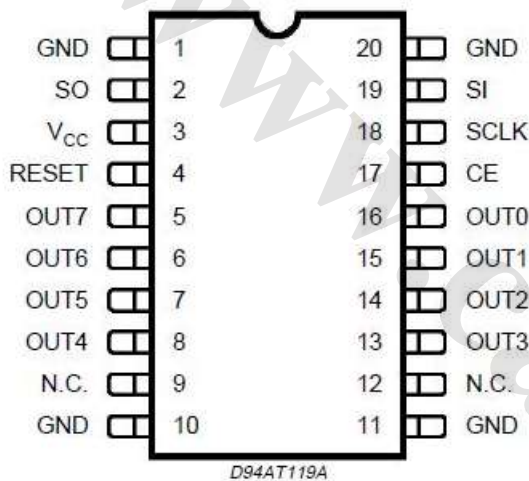 GND 1 20 GND
SO 2 19 SI
VCC 3 18 SCLK
RESET 4 17 CE
OUT7 5 16 OUT0
OUT6 6 15 OUT1
OUT5 7 14 OUT2
OUT4 8 13 OUT3
N.C. 9 12 N.C.
GND 10 11 GND
D94AT119A